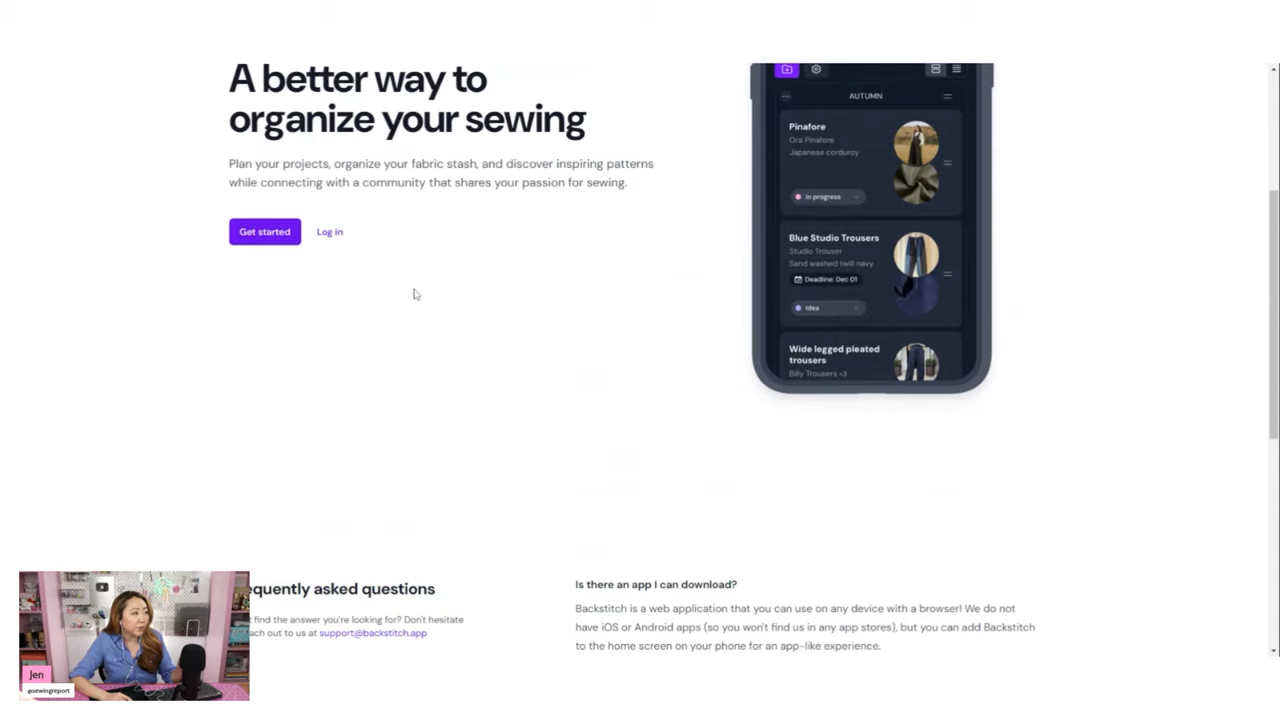 A better way to
organize your sewing
Plan your projects, organize your fabric stash, and discover inspiring patterns
while connecting with a community that shares your passion for sewing.
Get started
Log in
AUTUMN
Pinafore
Ora Pinafore
Japanese corduroy
In progress
Blue Studio Trousers
Studio Trouser
Sand washed twill navy
Deadline: Dec 01
Idea
Wide legged pleated
trousers
Billy Trousers +3
equently asked questions
find the answer you're looking for? Don't hesitate
ach out to us at support@backstitch.app
Is there an app I can download?
Backstitch is a web application that you can use on any device with a browser! We do not
have iOS or Android apps (so you won't find us in any app stores), but you can add Backstitch
to the home screen on your phone for an app-like experience.
Jen
@sewingreport